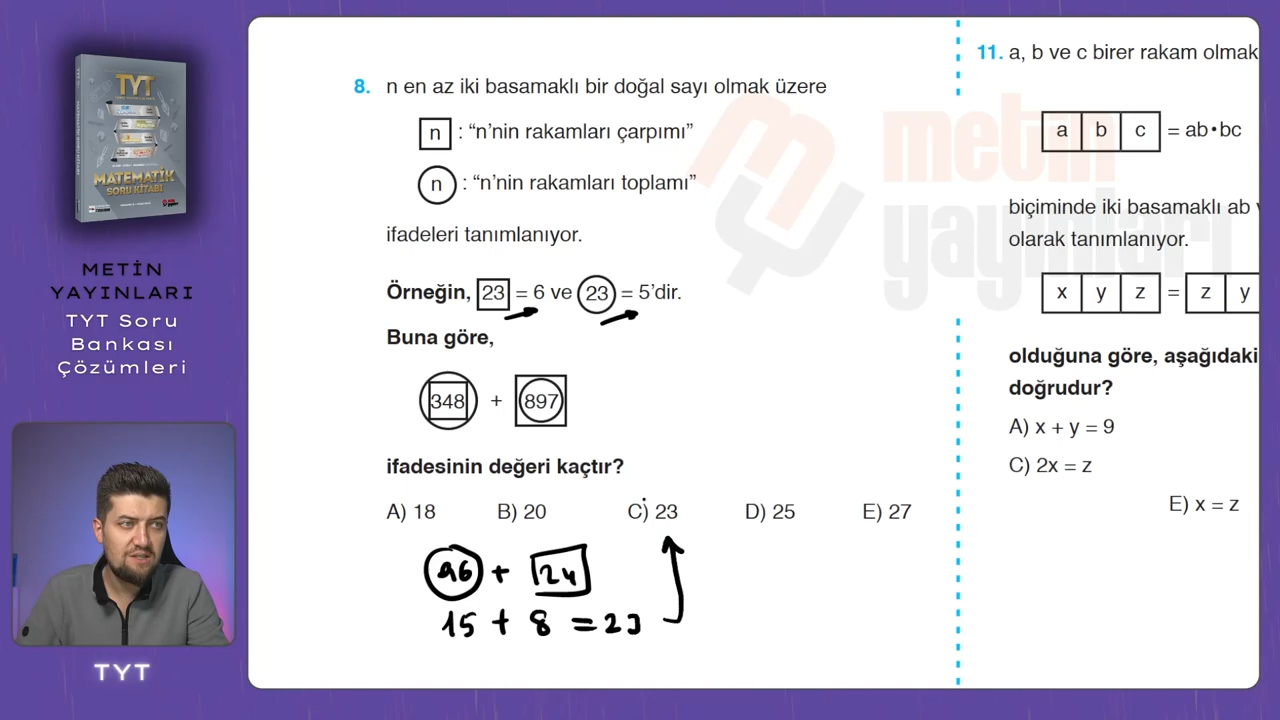 TYT
MATEMATİK
SORU KİTABI
METİN
YAYINLARI
TYT Soru
Bankası
Çözümleri
TYT
metin
yayınları
8. n en az iki basamaklı bir doğal sayı olmak üzere
n : “n’nin rakamları çarpımı”
n : “n’nin rakamları toplamı”
ifadeleri tanımlanıyor.
Örneğin, 23 = 6 ve 23 = 5’dir.
Buna göre,
348 + 897
ifadesinin değeri kaçtır?
A) 18 B) 20 C) 23 D) 25 E) 27
96 + 24
15 + 8 = 23
11. a, b ve c birer rakam olmak
a b c = ab•bc
biçiminde iki basamaklı ab
olarak tanımlanıyor.
x y z = z y
olduğuna göre, aşağıdaki
doğrudur?
A) x + y = 9
C) 2x = z
E) x = z